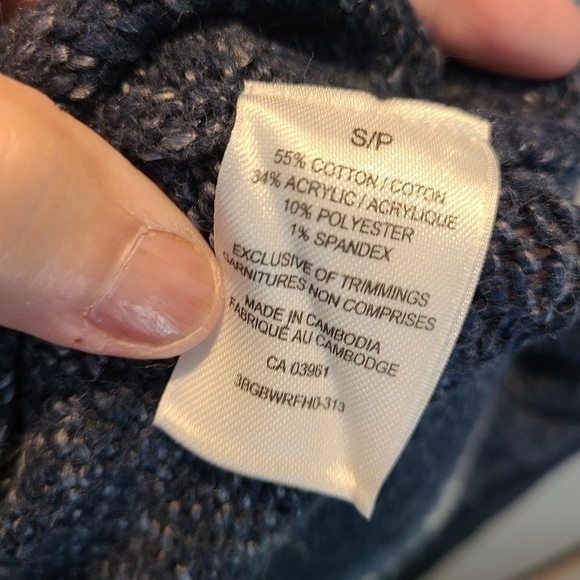 S/P
55% COTTON / COTON
34% ACRYLIC / ACRYLIQUE
10% POLYESTER
1% SPANDEX
EXCLUSIVE OF TRIMMINGS
GARNITURES NON COMPRISES
MADE IN CAMBODIA
FABRIQUÉ AU CAMBODGE
CA 03961
3BGBWRFH0-313